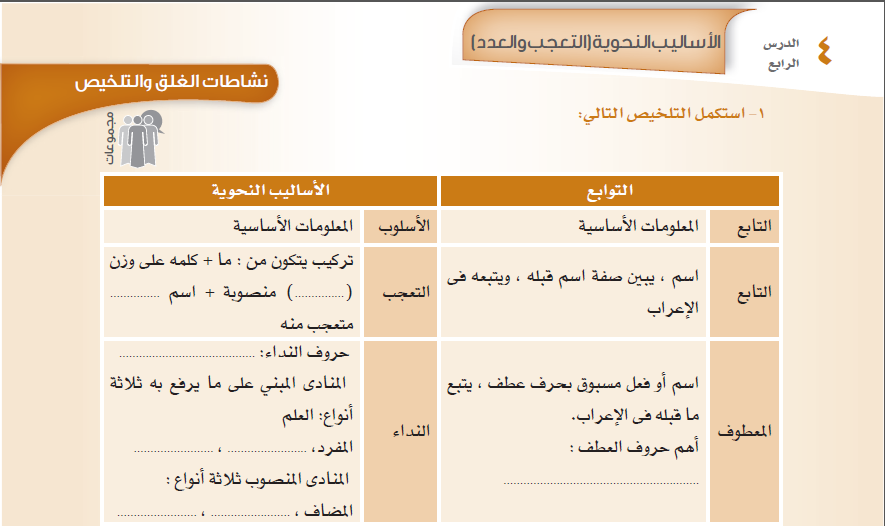 ٤
الدرس
الرابع
الأساليب النحوية (التعجب والعدد)
نشاطات الغلق والتلخيص
مجموعات
١- استكمل التلخيص التالي:
التوابع
الأساليب النحوية
التابع
المعلومات الأساسية
الأسلوب
المعلومات الأساسية
التابع
اسم ، يبين صفة اسم قبله ، ويتبعه فى
الإعراب
التعجب
تركيب يتكون من : ما + كلمه على وزن
(...............) منصوبة + اسم ...............
متعجب منه
المعطوف
اسم أو فعل مسبوق بحرف عطف ، يتبع
ما قبله فى الإعراب.
أهم حروف العطف :
............................................................
النداء
حروف النداء: ..........................................
المنادى المبني على ما يرفع به ثلاثة
أنواع: العلم
المفرد، ........................ ، ........................
المنادى المنصوب ثلاثة أنواع :
المضاف ، ........................ ، ........................